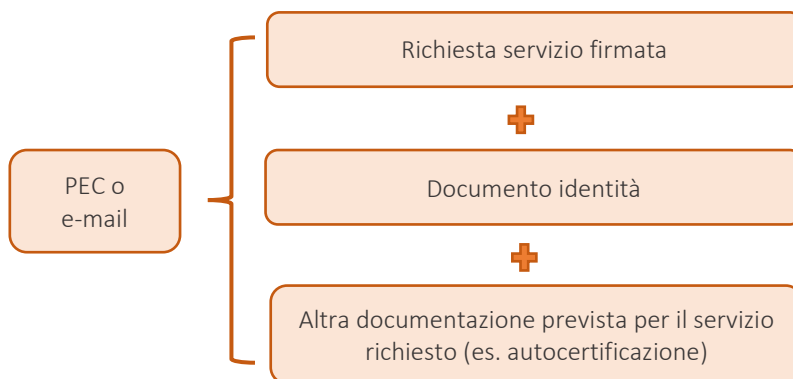 Richiesta servizio firmata
PEC o
e-mail
Documento identità
Altra documentazione prevista per il servizio
richiesto (es. autocertificazione)